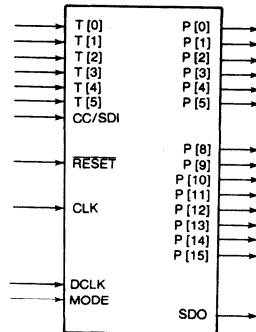 T [0] P [0]
T [1] P [1]
T [2] P [2]
T [3] P [3]
T [4] P [4]
T [5] P [5]
CC/SDI
P [8]
RESET P [9]
P [10]
P [11]
CLK P [12]
P [13]
P [14]
P [15]
DCLK
MODE
SDO